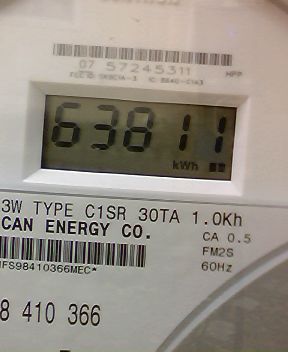 07 57245311
HPP
63811
kWh
3W TYPE C1SR 30TA 1.0Kh
CAN ENERGY CO.
CA 0.5
FM2S
60Hz
8 410 366